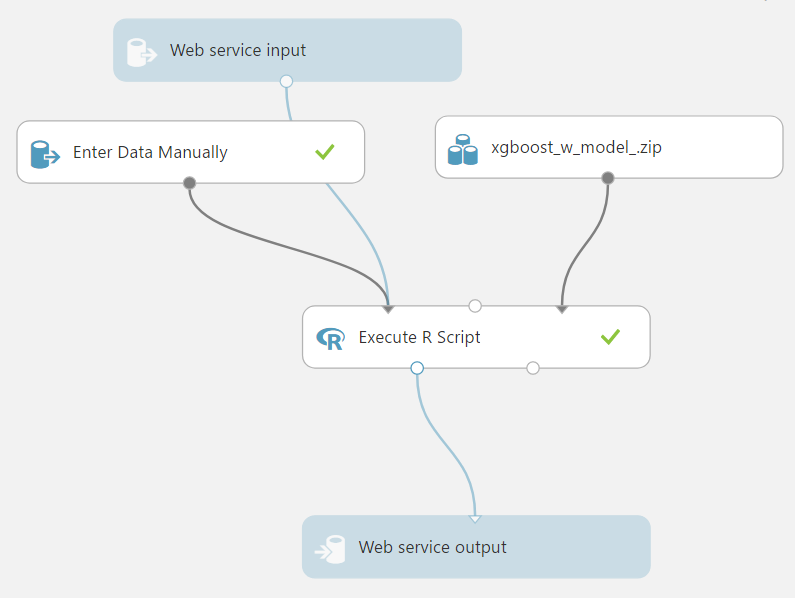 Web service input
Enter Data Manually
xgboost_w_model_.zip
R
Execute R Script
Web service output